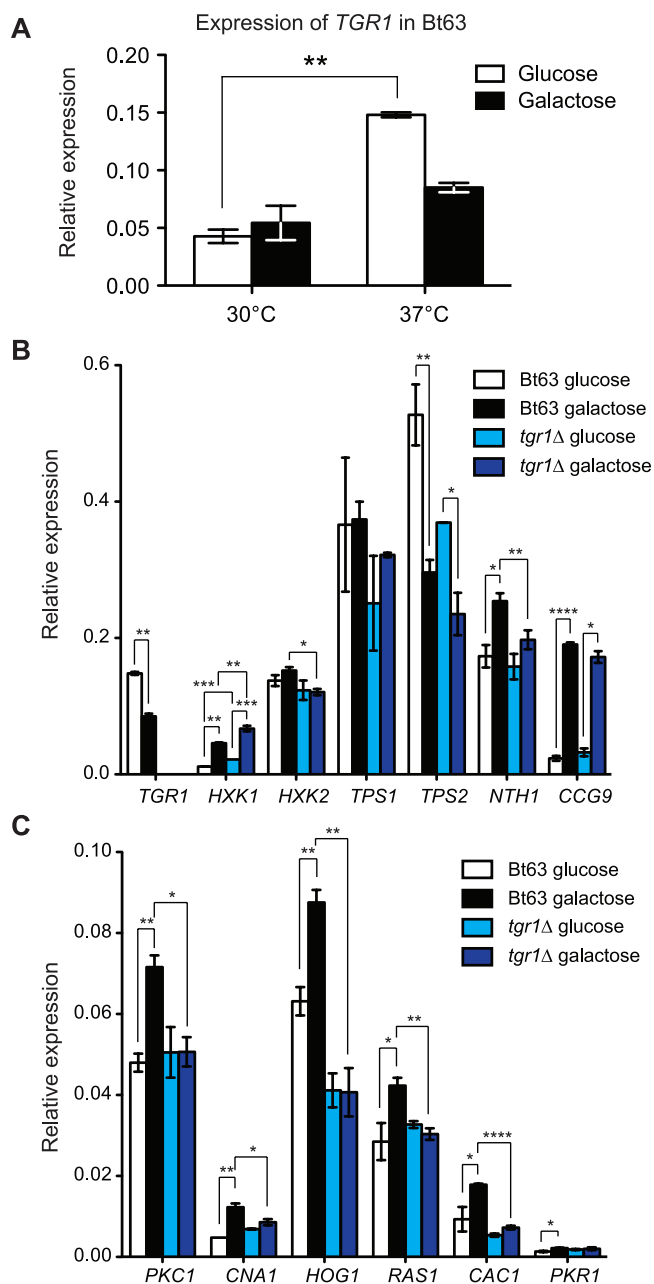 A
Expression of TGR1 in Bt63
Relative expression
0.20
0.15
0.10
0.05
0.00
**
Glucose
Galactose
30°C
37°C
B
Relative expression
0.6
0.4
0.2
0.0
Bt63 glucose
Bt63 galactose
tgr1Δ glucose
tgr1Δ galactose
**
*
**
*
****
*
**
***
**
**
***
*
TGR1 HXK1 HXK2 TPS1 TPS2 NTH1 CCG9
C
Relative expression
0.10
0.08
0.06
0.04
0.02
0.00
Bt63 glucose
Bt63 galactose
tgr1Δ glucose
tgr1Δ galactose
*
**
**
**
**
*
*
**
*
****
*
PKC1 CNA1 HOG1 RAS1 CAC1 PKR1